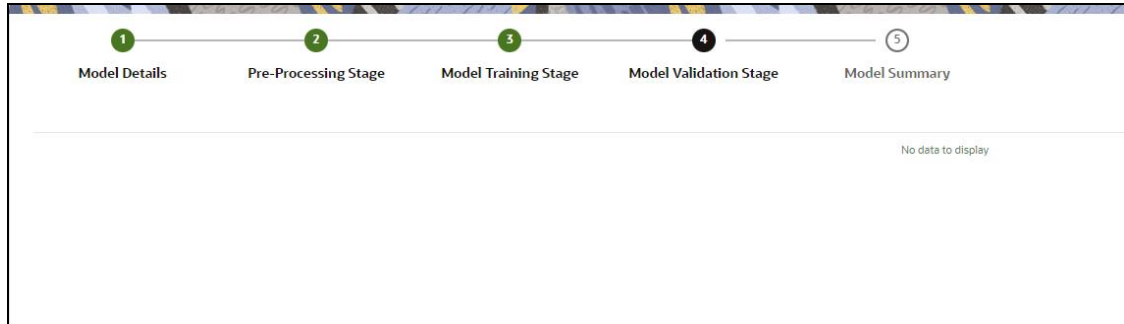 1 2 3 4 5
Model Details Pre-Processing Stage Model Training Stage Model Validation Stage Model Summary
No data to display